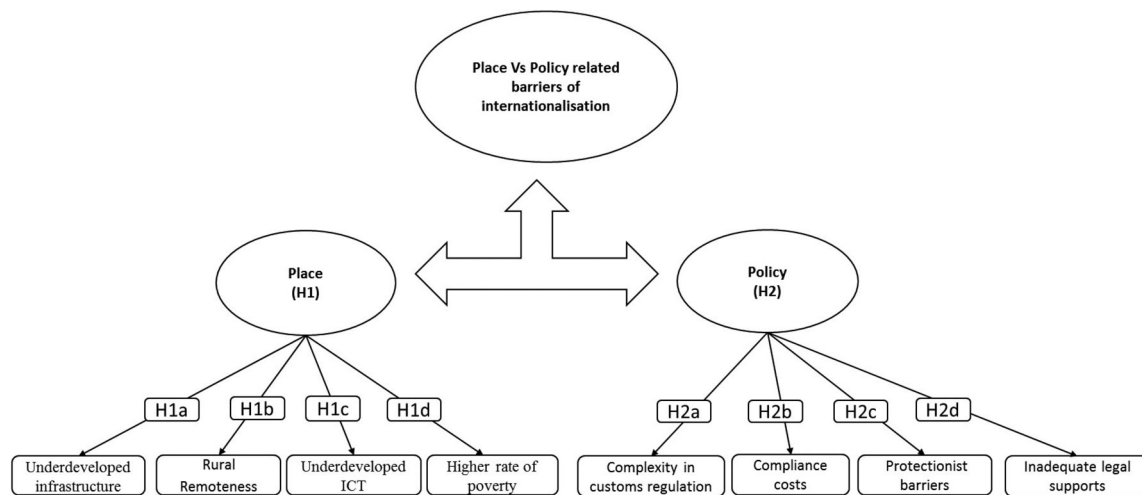 Place Vs Policy related
barriers of
internationalisation
Place
(H1)
Policy
(H2)
H1a
H1b
H1c
H1d
H2a
H2b
H2c
H2d
Underdeveloped
infrastructure
Rural
Remoteness
Underdeveloped
ICT
Higher rate of
poverty
Complexity in
customs regulation
Compliance
costs
Protectionist
barriers
Inadequate legal
supports